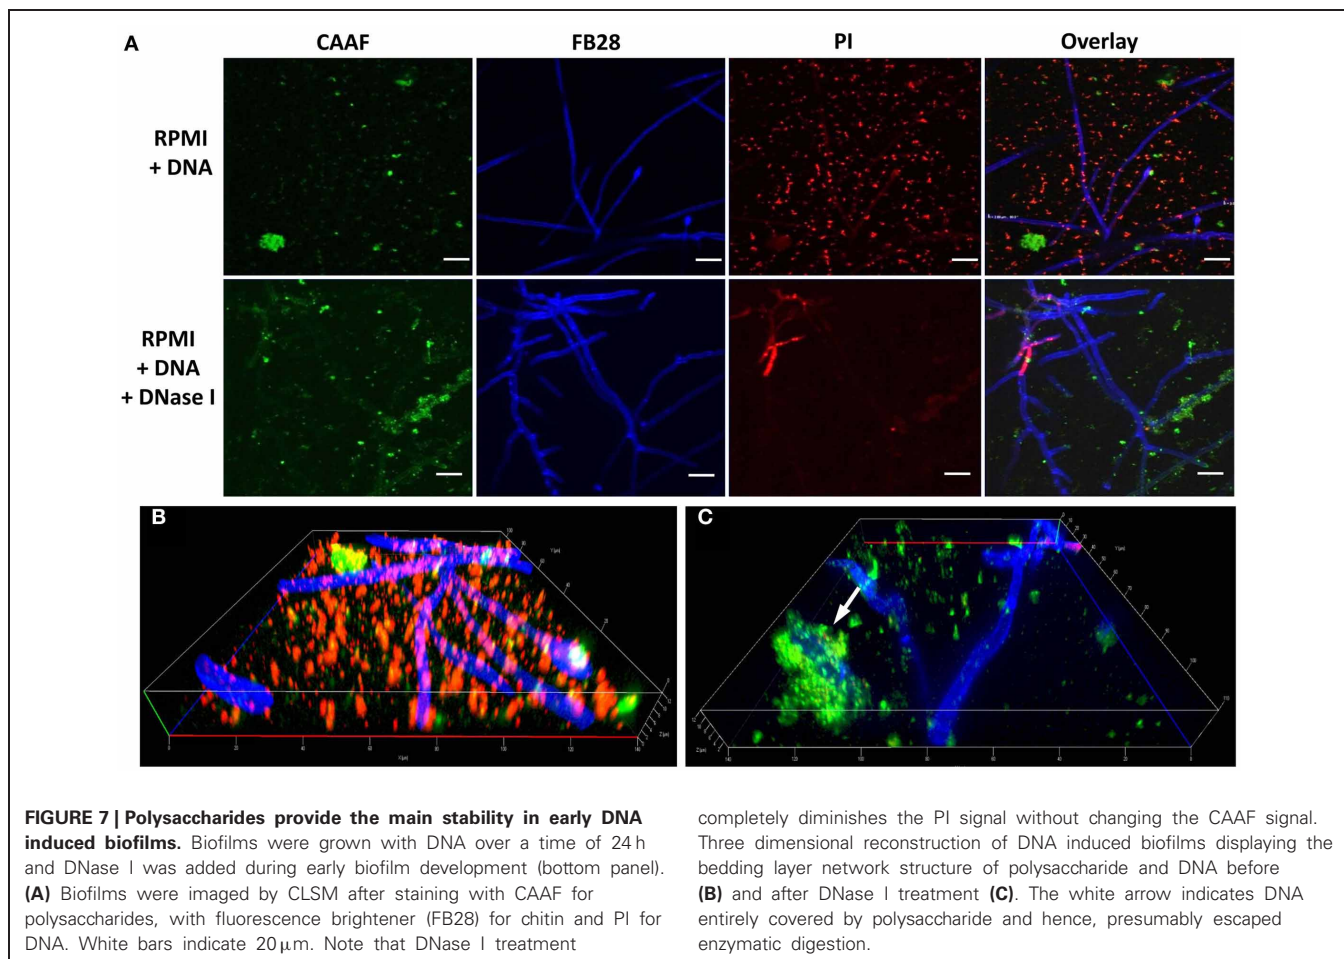 A
CAAF
FB28
PI
Overlay
RPMI
+ DNA
RPMI
+ DNA
+ DNase I
B
C
FIGURE 7 | Polysaccharides provide the main stability in early DNA
induced biofilms. Biofilms were grown with DNA over a time of 24 h
and DNase I was added during early biofilm development (bottom panel).
(A) Biofilms were imaged by CLSM after staining with CAAF for
polysaccharides, with fluorescence brightener (FB28) for chitin and PI for
DNA. White bars indicate 20 μm. Note that DNase I treatment
completely diminishes the PI signal without changing the CAAF signal.
Three dimensional reconstruction of DNA induced biofilms displaying the
bedding layer network structure of polysaccharide and DNA before
(B) and after DNase I treatment (C). The white arrow indicates DNA
entirely covered by polysaccharide and hence, presumably escaped
enzymatic digestion.